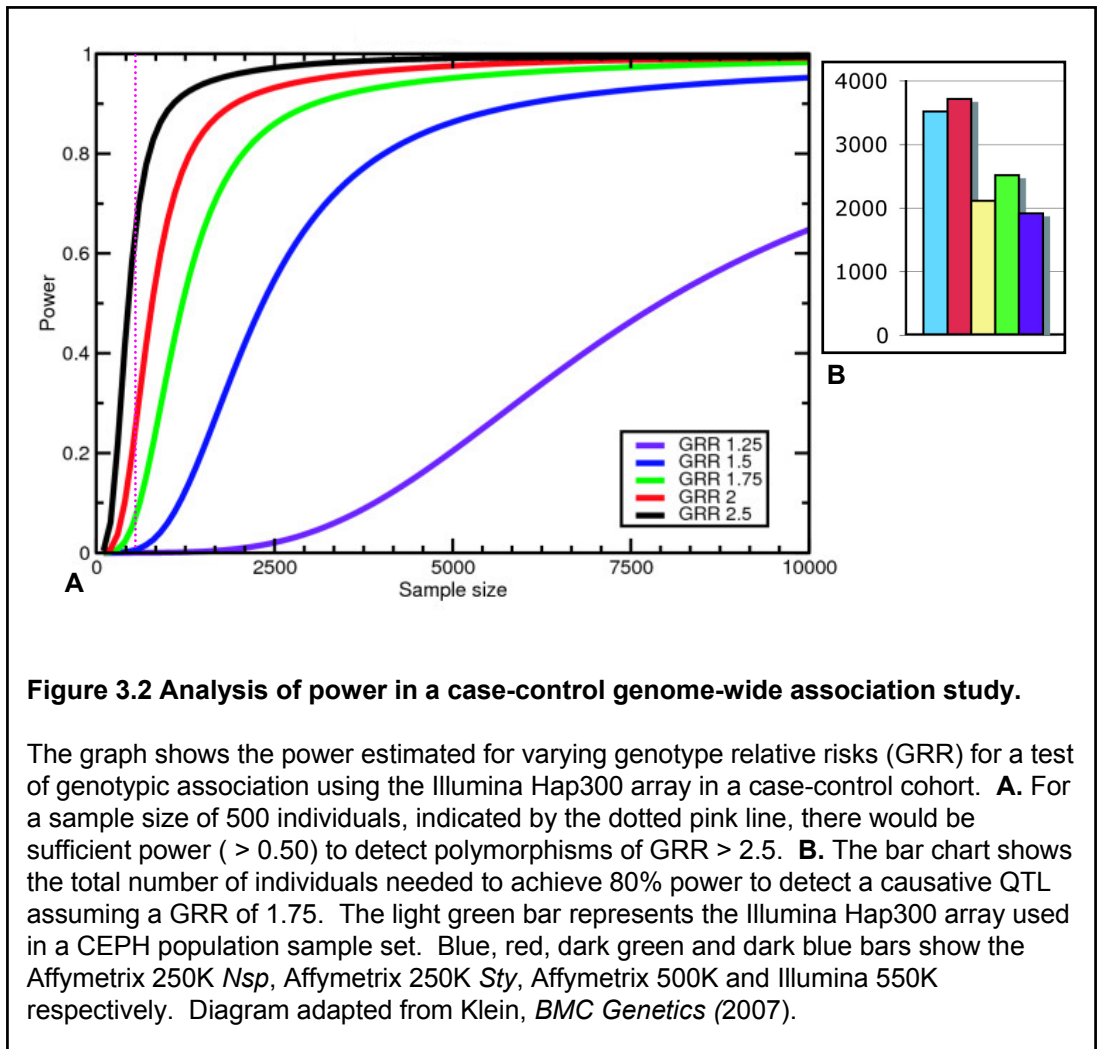 1
0.8
0.6
0.4
0.2
0
Power
0
2500
5000
7500
10000
Sample size
GRR 1.25
GRR 1.5
GRR 1.75
GRR 2
GRR 2.5
A
4000
3000
2000
1000
0
B
Figure 3.2 Analysis of power in a case-control genome-wide association study.
The graph shows the power estimated for varying genotype relative risks (GRR) for a test
of genotypic association using the Illumina Hap300 array in a case-control cohort. A. For
a sample size of 500 individuals, indicated by the dotted pink line, there would be
sufficient power ( > 0.50) to detect polymorphisms of GRR > 2.5. B. The bar chart shows
the total number of individuals needed to achieve 80% power to detect a causative QTL
assuming a GRR of 1.75. The light green bar represents the Illumina Hap300 array used
in a CEPH population sample set. Blue, red, dark green and dark blue bars show the
Affymetrix 250K Nsp, Affymetrix 250K Sty, Affymetrix 500K and Illumina 550K
respectively. Diagram adapted from Klein, BMC Genetics (2007).